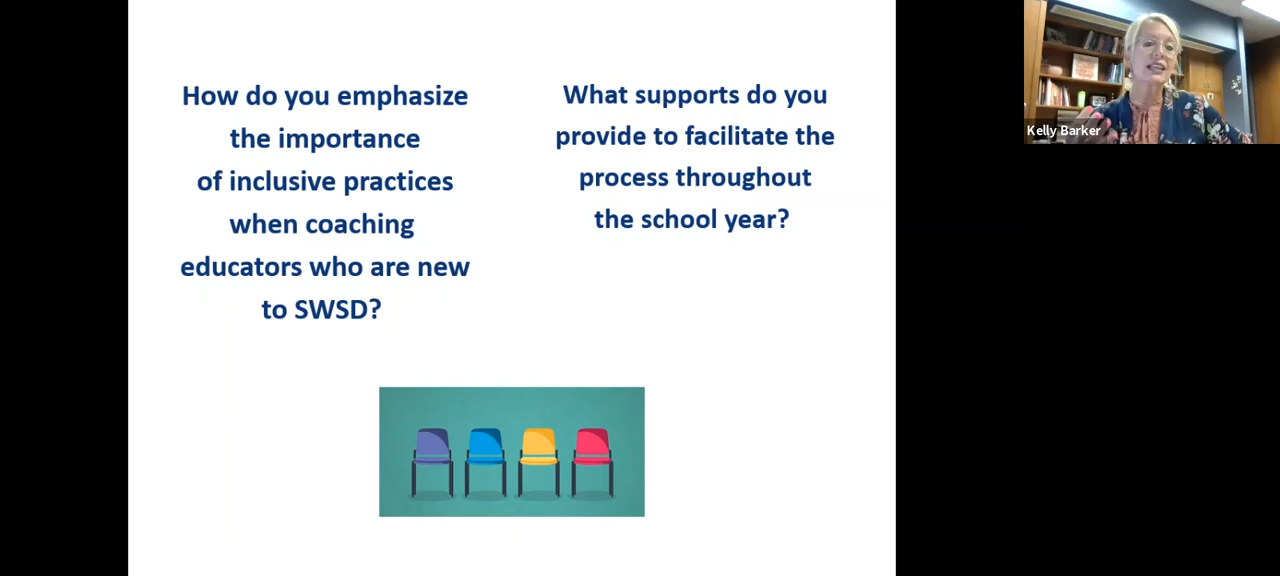 How do you emphasize
the importance
of inclusive practices
when coaching
educators who are new
to SWSD?
What supports do you
provide to facilitate the
process throughout
the school year?
Kelly Barker